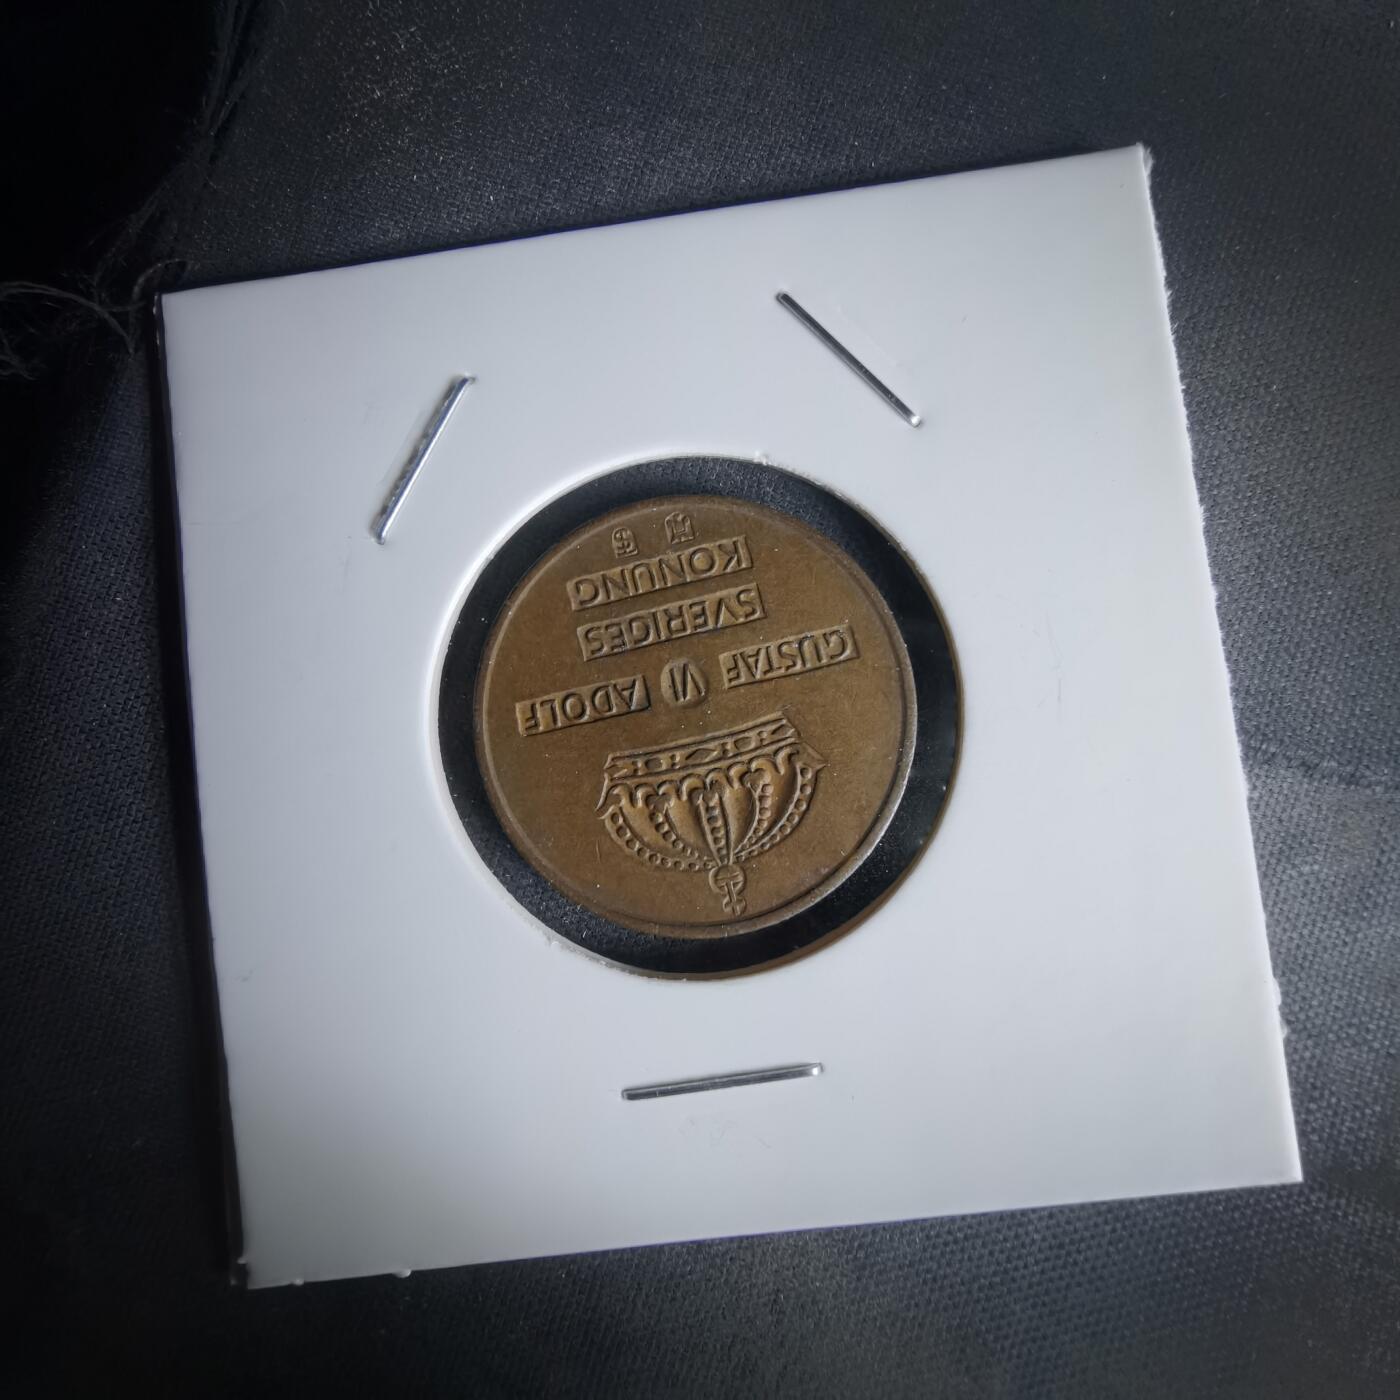 GUSTAF VI ADOLF
SVERIGES
KONUNG